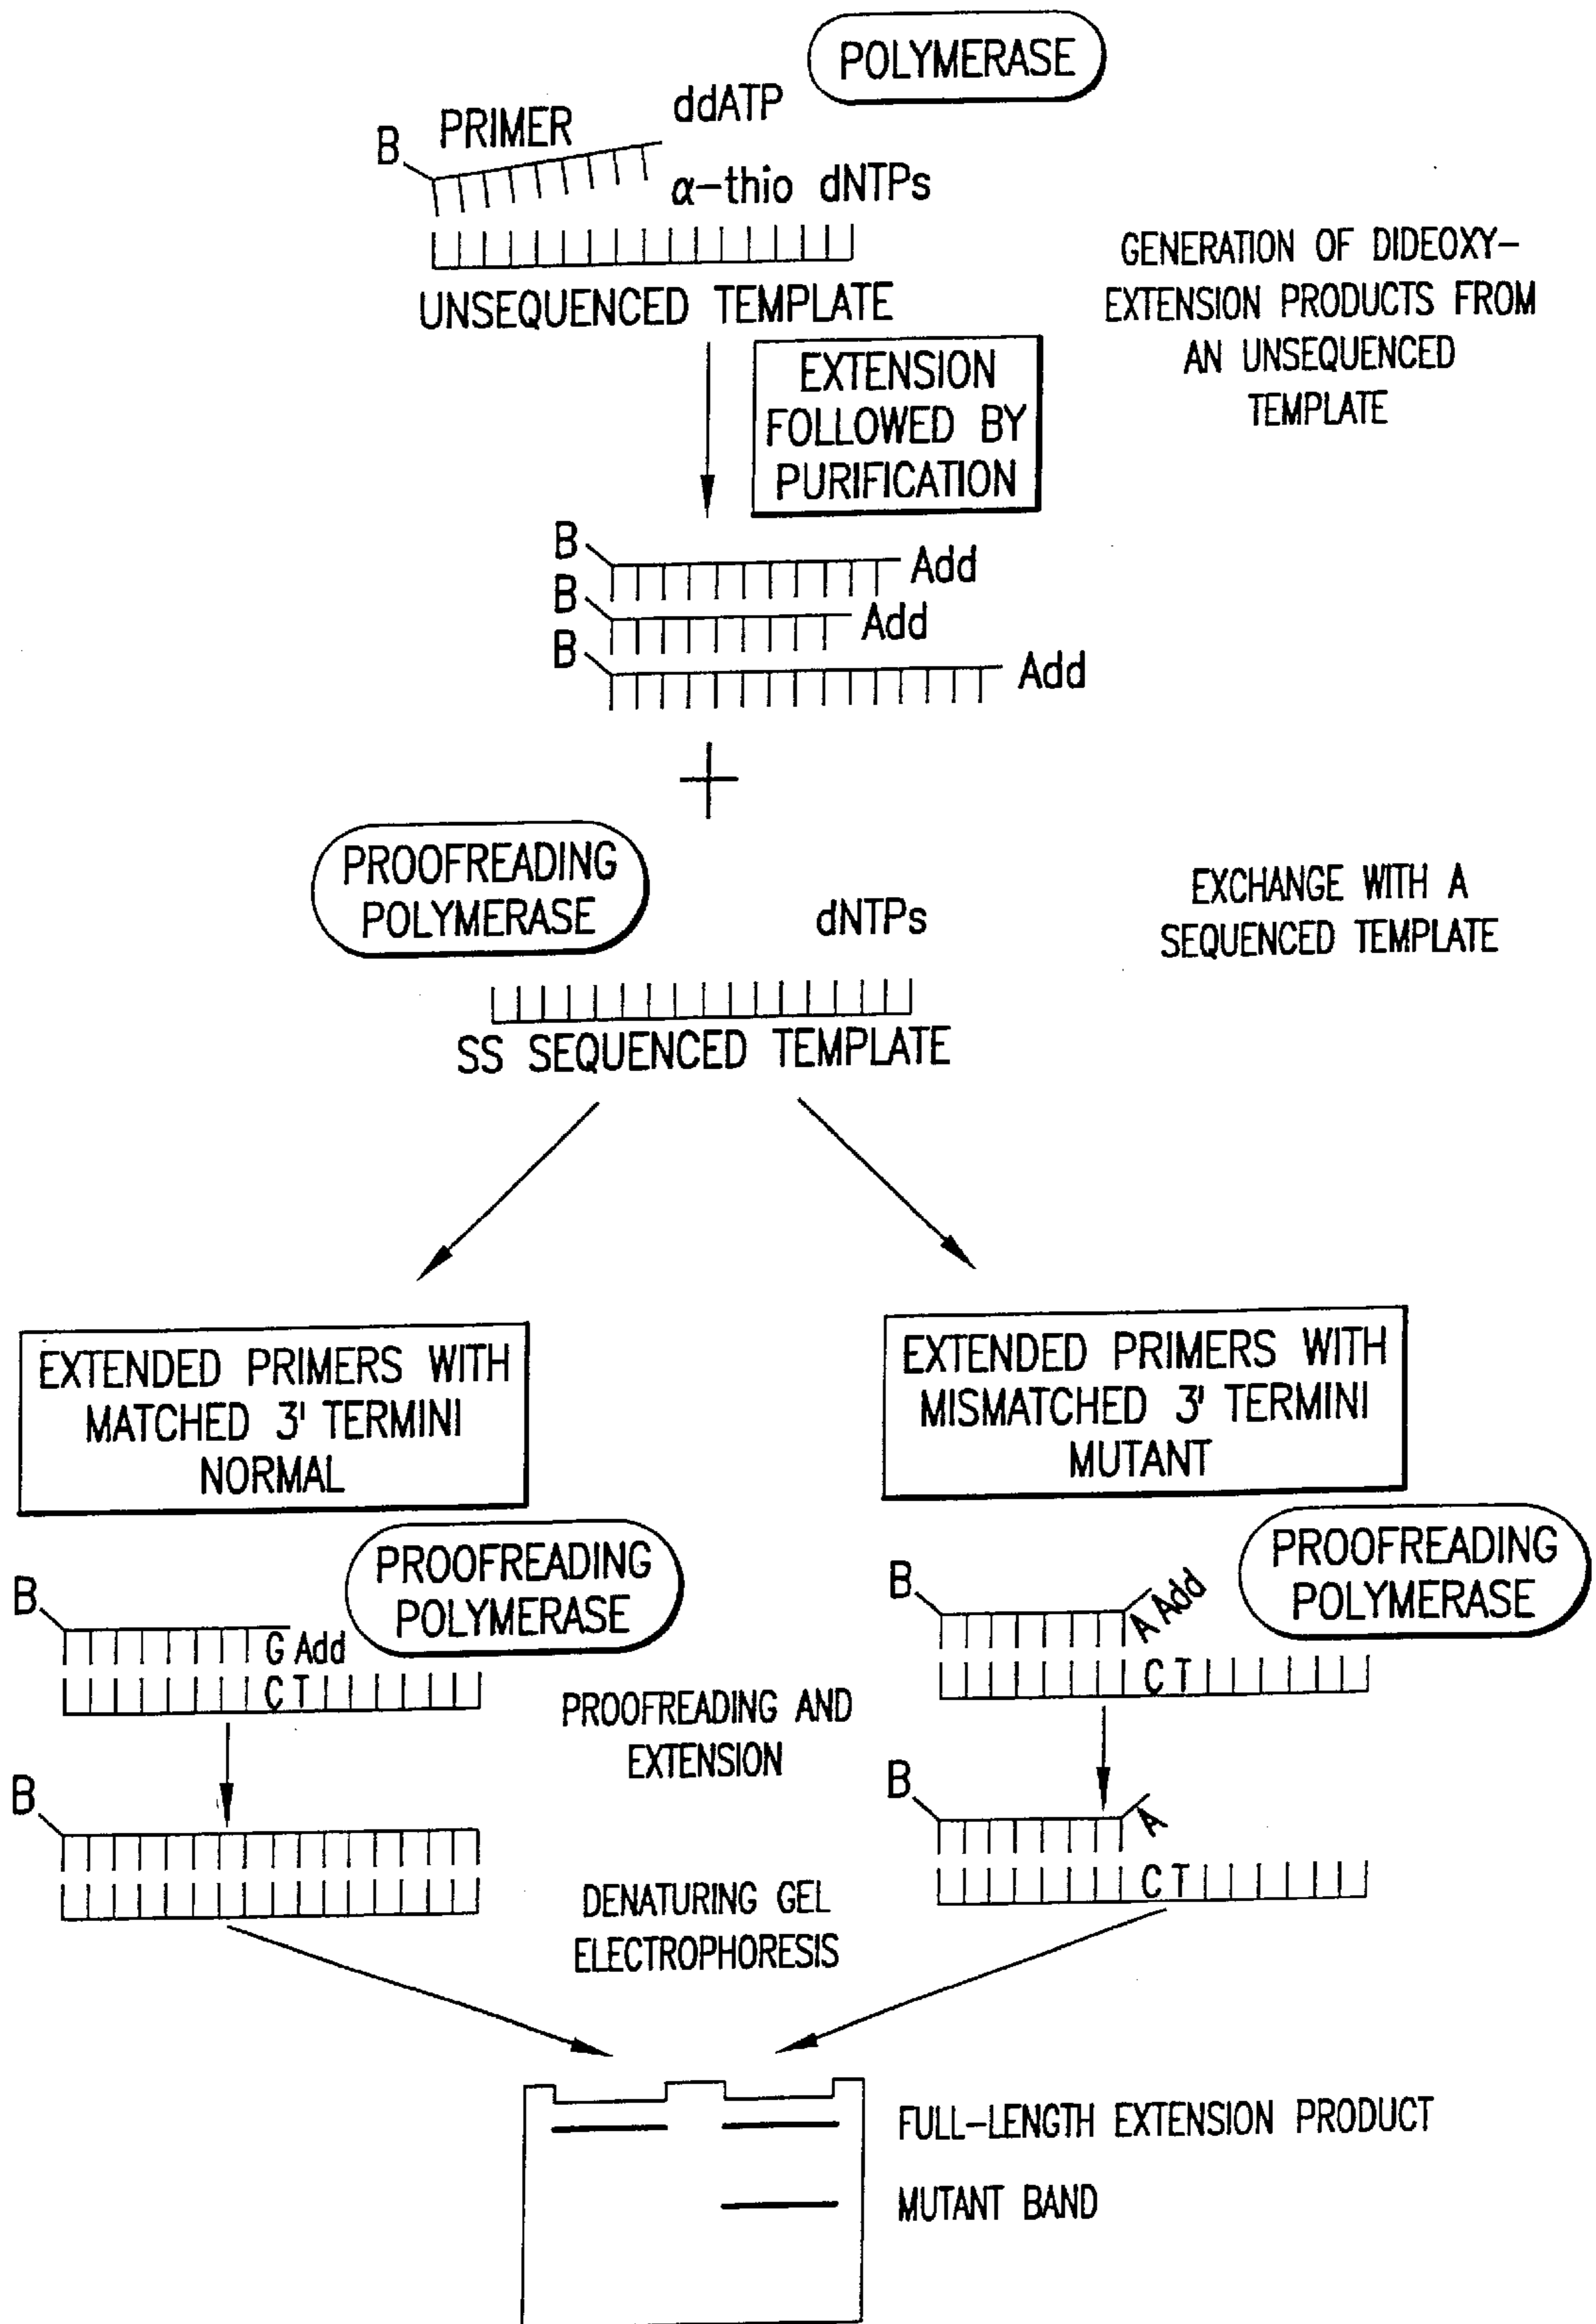 POLYMERASE
ddATP
B
PRIMER
α-thio dNTPs
UNSEQUENCED TEMPLATE
GENERATION OF DIDEOXY-
EXTENSION PRODUCTS FROM
AN UNSEQUENCED
TEMPLATE
EXTENSION
FOLLOWED BY
PURIFICATION
B
Add
B
Add
B
Add
+
PROOFREADING
POLYMERASE
dNTPs
EXCHANGE WITH A
SEQUENCED TEMPLATE
SS SEQUENCED TEMPLATE
EXTENDED PRIMERS WITH
MATCHED 3' TERMINI
NORMAL
EXTENDED PRIMERS WITH
MISMATCHED 3' TERMINI
MUTANT
PROOFREADING
POLYMERASE
B
G Add
C T
PROOFREADING
POLYMERASE
B
A Add
C T
PROOFREADING AND
EXTENSION
B
B
A
C T
DENATURING GEL
ELECTROPHORESIS
FULL-LENGTH EXTENSION PRODUCT
MUTANT BAND